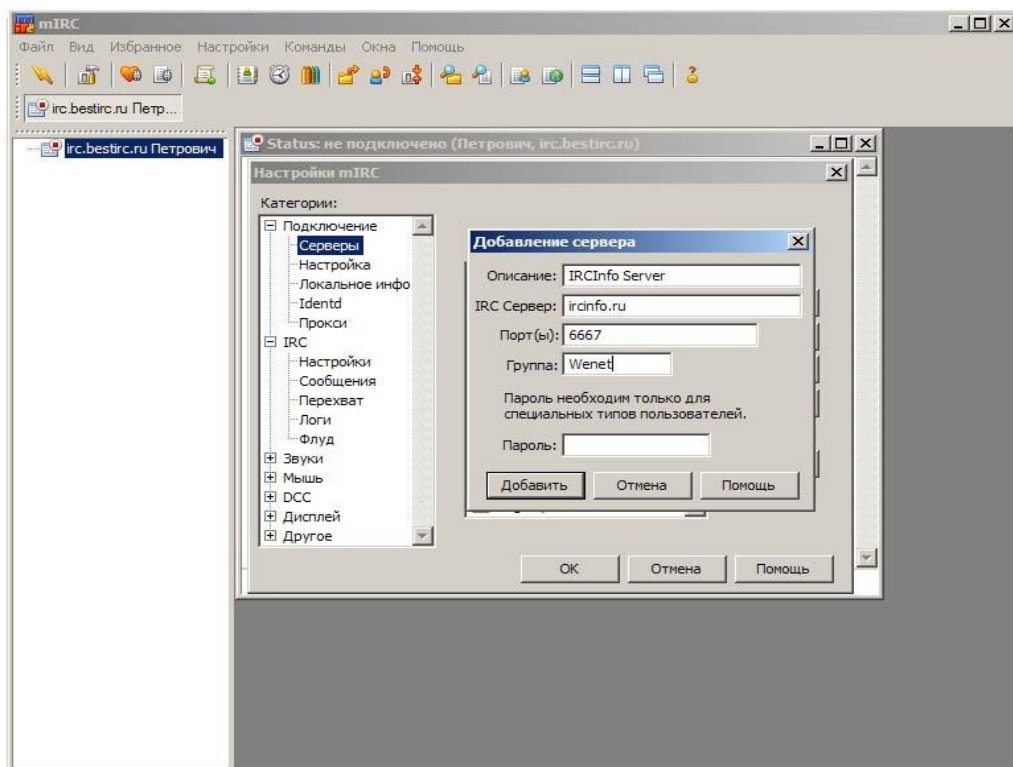 mIRC
Файл Вид Избранное Настройки Команды Окна Помощь
irc.bestirc.ru Петр...
irc.bestirc.ru Петрович
Status: не подключено (Петрович, irc.bestirc.ru)
Настройки mIRC
Категории:
Подключение
Серверы
Настройка
Локальное инфо
Identd
Прокси
IRC
Настройки
Сообщения
Перехват
Логи
Флуд
Звуки
Мышь
DCC
Дисплей
Другое
Добавление сервера
Описание: IRCInfo Server
IRC Сервер: ircinfo.ru
Порт(ы): 6667
Группа: Wenet
Пароль необходим только для
специальных типов пользователей.
Пароль:
Добавить Отмена Помощь
OK Отмена Помощь